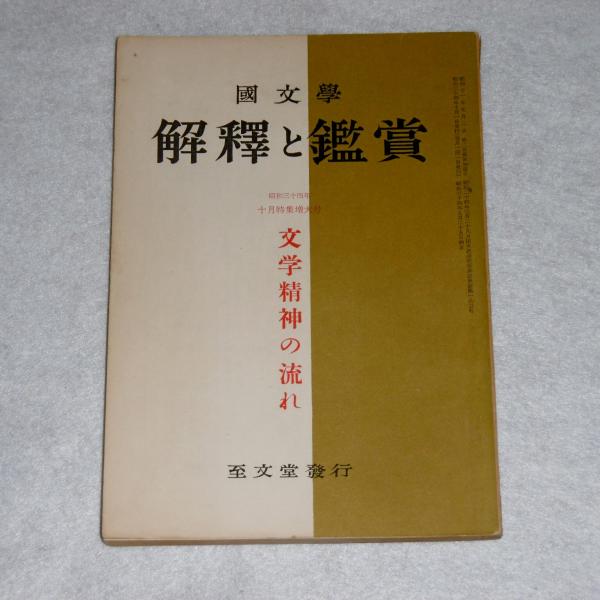 國文學
解釋と鑑賞
昭和三十四年
十月特集増大号
文学精神の流れ
至文堂發行